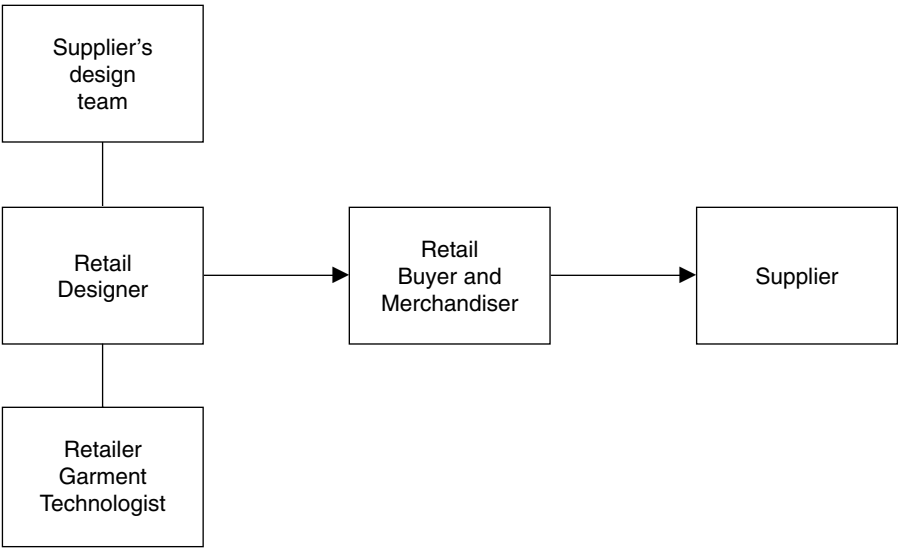 Supplier’s
design
team
Retail
Designer
Retail
Buyer and
Merchandiser
Supplier
Retailer
Garment
Technologist